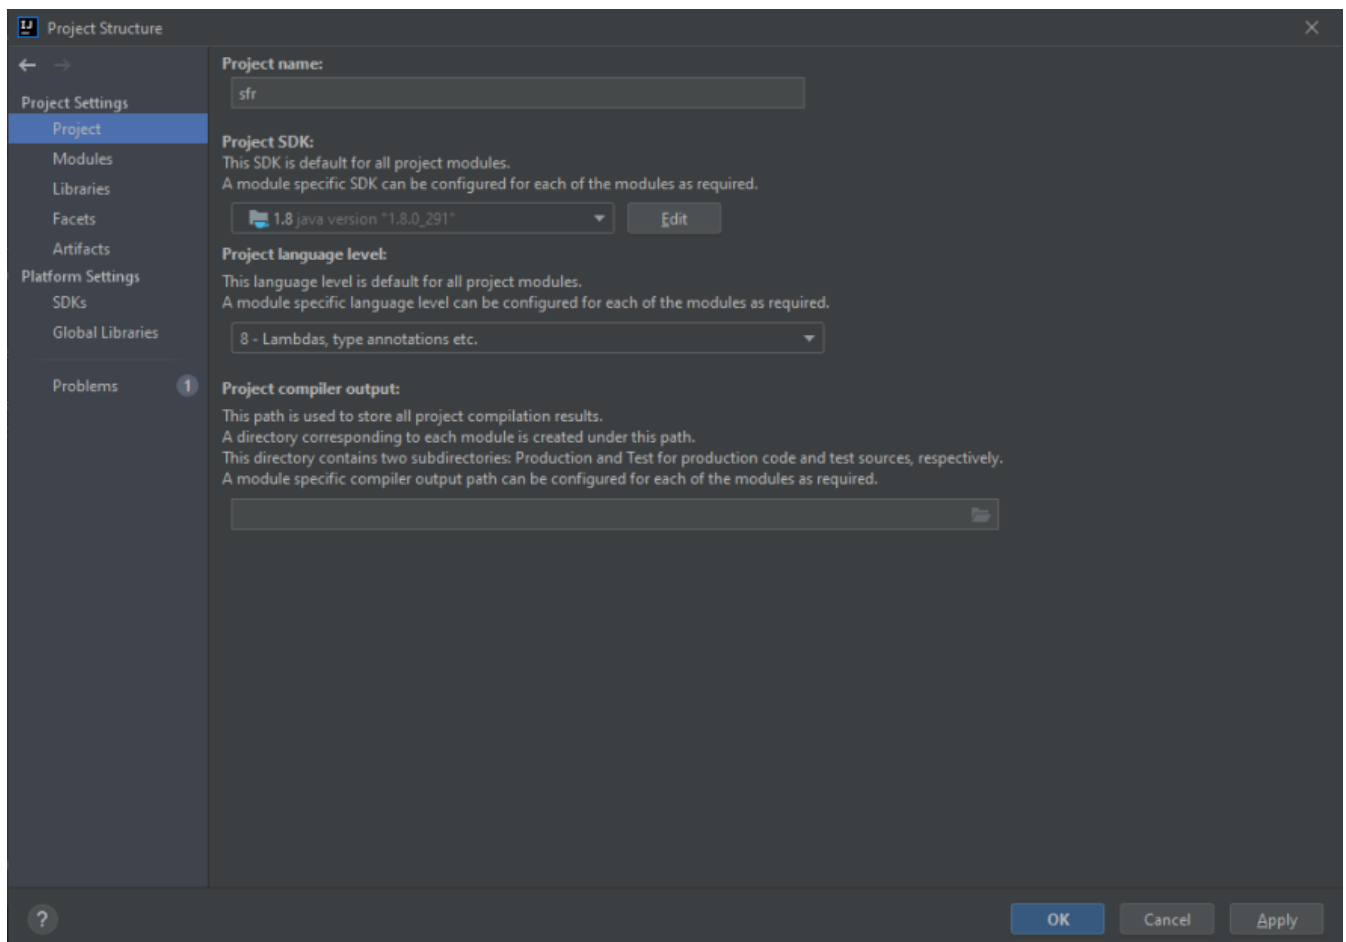 Project Structure
Project Settings
Project
Modules
Libraries
Facets
Artifacts
Platform Settings
SDKs
Global Libraries
Problems 1
Project name:
sfr
Project SDK:
This SDK is default for all project modules.
A module specific SDK can be configured for each of the modules as required.
1.8 java version "1.8.0_291" Edit
Project language level:
This language level is default for all project modules.
A module specific language level can be configured for each of the modules as required.
8 - Lambdas, type annotations etc.
Project compiler output:
This path is used to store all project compilation results.
A directory corresponding to each module is created under this path.
This directory contains two subdirectories: Production and Test for production code and test sources, respectively.
A module specific compiler output path can be configured for each of the modules as required.
? OK Cancel Apply